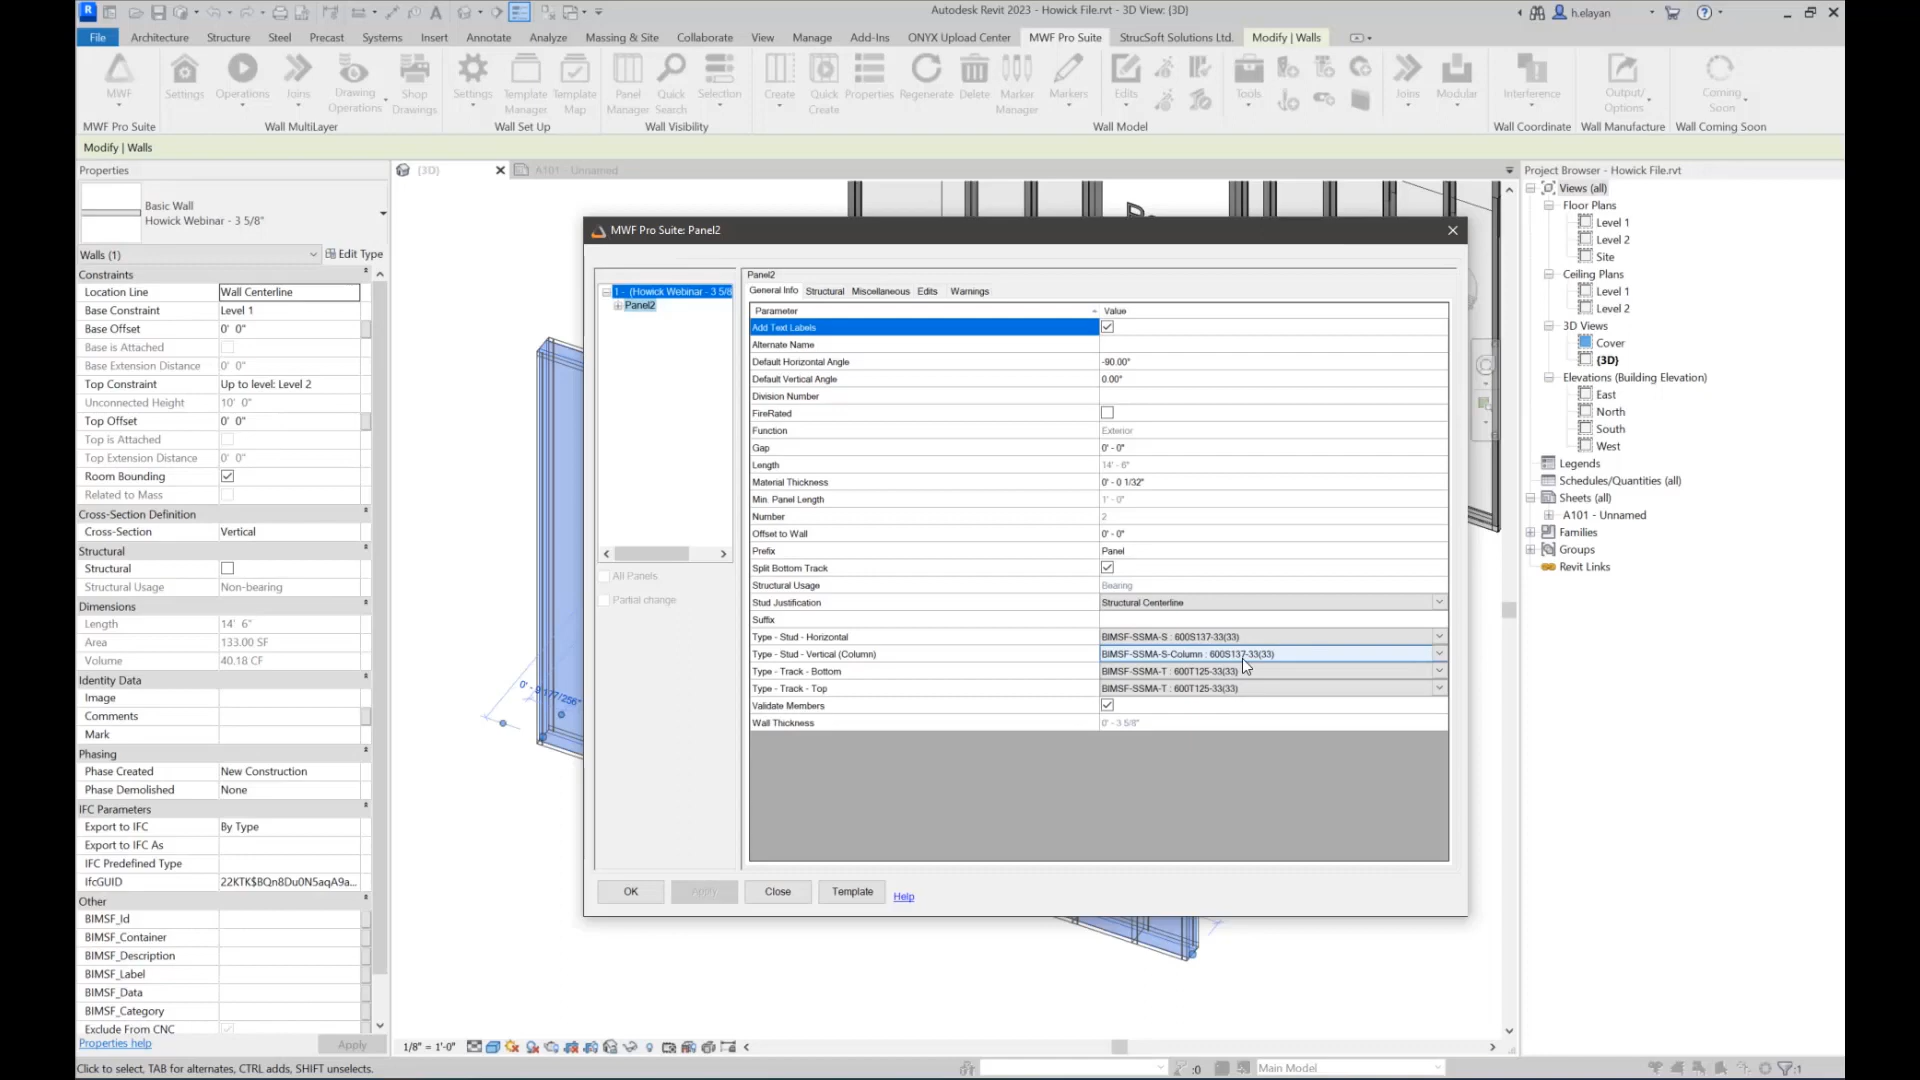 Autodesk Revit 2023 - Howick File.rvt - 3D View: {3D}
h.elayan
File Architecture Structure Steel Precast Systems Insert Annotate Analyze Massing & Site Collaborate View Manage Add-Ins ONYX Upload Center MWF Pro Suite StrucSoft Solutions Ltd. Modify | Walls
MWF Settings Operations Joins Drawing Operations Shop Drawings Settings Template Manager Template Map Panel Manager Quick Search Selection Create Quick Create Properties Regenerate Delete Marker Manager Markers Edits Tools Joins Modular Interference Output/ Options Coming Soon
MWF Pro Suite Wall MultiLayer Wall Set Up Wall Visibility Wall Model Wall Coordinate Wall Manufacture Wall Coming Soon
Modify | Walls
Properties
Basic Wall
Howick Webinar - 3 5/8"
Walls (1) Edit Type
Constraints
Location Line Wall Centerline
Base Constraint Level 1
Base Offset 0' 0"
Base is Attached
Base Extension Distance 0' 0"
Top Constraint Up to level: Level 2
Unconnected Height 10' 0"
Top Offset 0' 0"
Top is Attached
Top Extension Distance 0' 0"
Room Bounding
Related to Mass
Cross-Section Definition
Cross-Section Vertical
Structural
Structural
Structural Usage Non-bearing
Dimensions
Length 14' 6"
Area 133.00 SF
Volume 40.18 CF
Identity Data
Image
Comments
Mark
Phasing
Phase Created New Construction
Phase Demolished None
IFC Parameters
Export to IFC By Type
Export to IFC As
IFC Predefined Type
IfcGUID 22KTK$BQn8Du0N5aqA9a...
Other
BIMSF_Id
BIMSF_Container
BIMSF_Description
BIMSF_Label
BIMSF_Data
BIMSF_Category
Exclude From CNC
Properties help Apply
{3D} A101 - Unnamed
MWF Pro Suite: Panel2
1 - (Howick Webinar - 3 5/8
Panel2
All Panels
Partial change
Panel2
General Info Structural Miscellaneous Edits Warnings
Parameter Value
Add Text Labels
Alternate Name
Default Horizontal Angle -90.00°
Default Vertical Angle 0.00°
Division Number
FireRated
Function Exterior
Gap 0' - 0"
Length 14' - 6"
Material Thickness 0' - 0 1/32"
Min. Panel Length 1' - 0"
Number 2
Offset to Wall 0' - 0"
Prefix Panel
Split Bottom Track
Structural Usage Bearing
Stud Justification Structural Centerline
Suffix
Type - Stud - Horizontal BIMSF-SSMA-S : 600S137-33(33)
Type - Stud - Vertical (Column) BIMSF-SSMA-S-Column : 600S137-33(33)
Type - Track - Bottom BIMSF-SSMA-T : 600T125-33(33)
Type - Track - Top BIMSF-SSMA-T : 600T125-33(33)
Validate Members
Wall Thickness 0' - 3 5/8"
OK Apply Close Template Help
Project Browser - Howick File.rvt
Views (all)
Floor Plans
Level 1
Level 2
Site
Ceiling Plans
Level 1
Level 2
3D Views
Cover
{3D}
Elevations (Building Elevation)
East
North
South
West
Legends
Schedules/Quantities (all)
Sheets (all)
A101 - Unnamed
Families
Groups
Revit Links
1/8" = 1'-0"
Click to select, TAB for alternates, CTRL adds, SHIFT unselects.
:0 Main Model :1